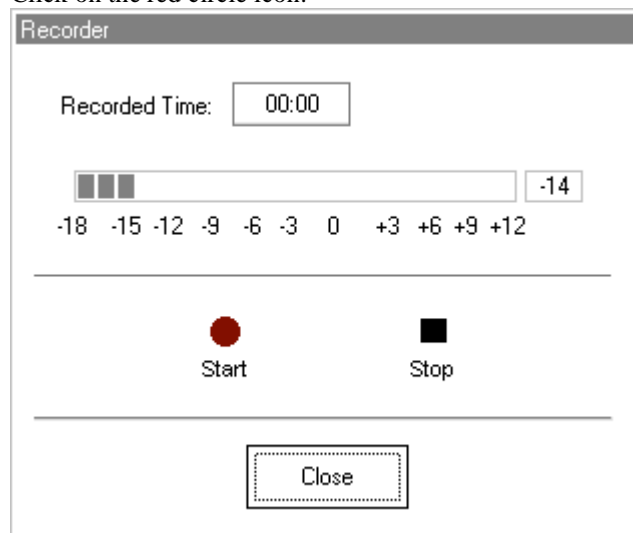 Click on the red circle icon.
Recorder
Recorded Time: 00:00
-14
-18 -15 -12 -9 -6 -3 0 +3 +6 +9 +12
Start Stop
Close